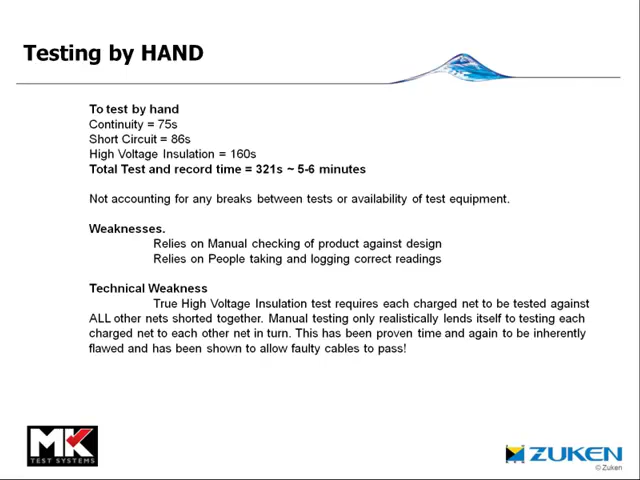 Testing by HAND
To test by hand
Continuity = 75s
Short Circuit = 86s
High Voltage Insulation = 160s
Total Test and record time = 321s ~ 5-6 minutes
Not accounting for any breaks between tests or availability of test equipment.
Weaknesses.
Relies on Manual checking of product against design
Relies on People taking and logging correct readings
Technical Weakness
True High Voltage Insulation test requires each charged net to be tested against
ALL other nets shorted together. Manual testing only realistically lends itself to testing each
charged net to each other net in turn. This has been proven time and again to be inherently
flawed and has been shown to allow faulty cables to pass!
MK
TEST SYSTEMS
ZUKEN
© Zuken